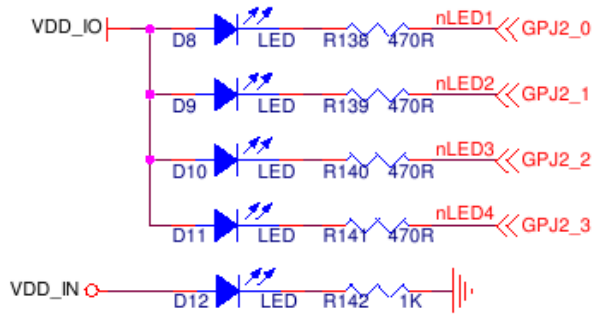 VDD_IO D8 LED R138 470R nLED1 GPJ2_0
D9 LED R139 470R nLED2 GPJ2_1
D10 LED R140 470R nLED3 GPJ2_2
D11 LED R141 470R nLED4 GPJ2_3
VDD_IN D12 LED R142 1K